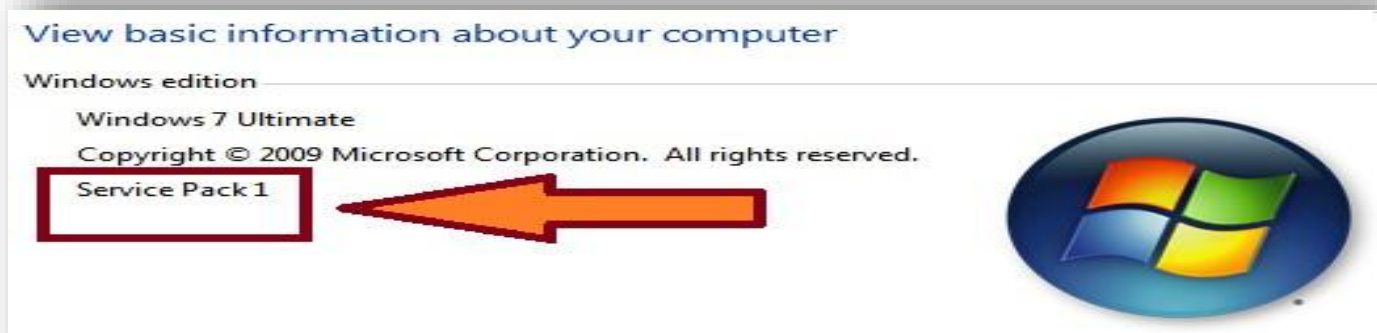 View basic information about your computer
Windows edition
Windows 7 Ultimate
Copyright © 2009 Microsoft Corporation. All rights reserved.
Service Pack 1